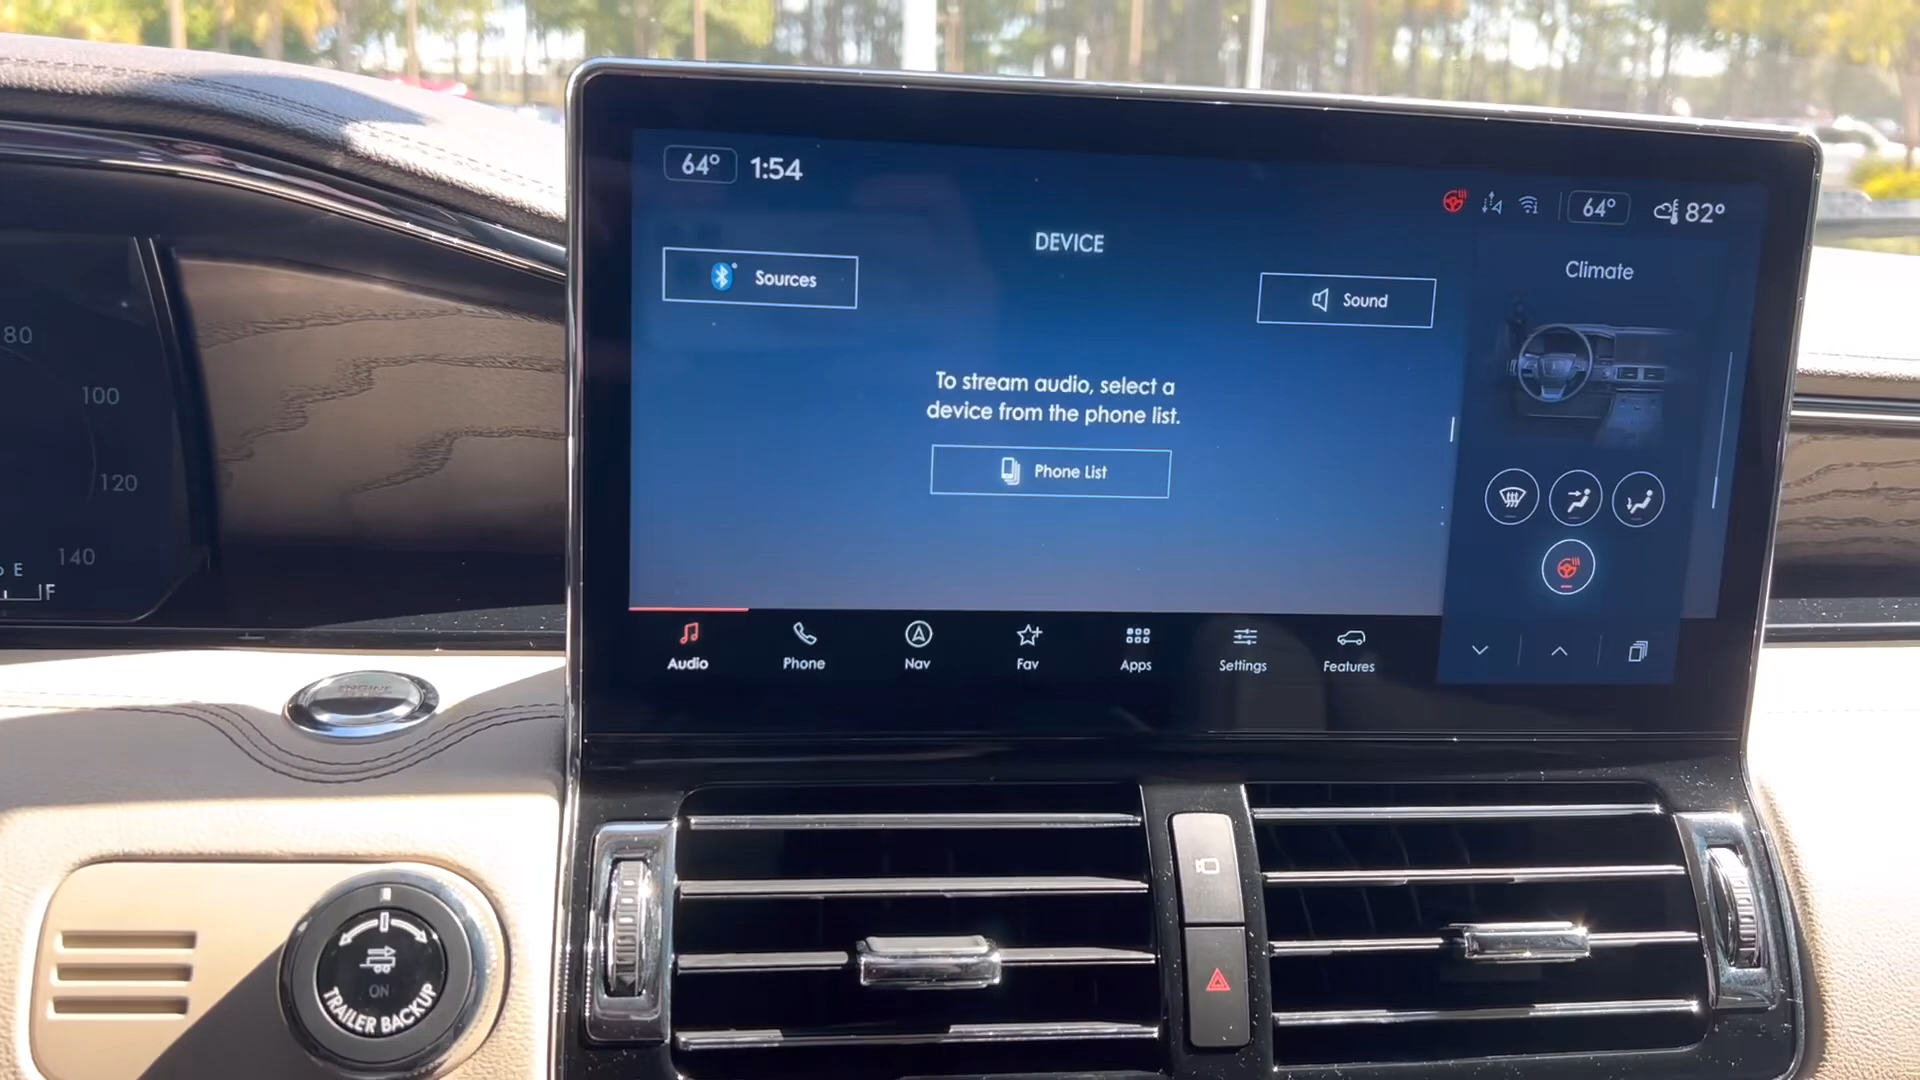 64° 1:54
64° 82°
DEVICE
Sources
Sound
Climate
To stream audio, select a
device from the phone list.
Phone List
Audio
Phone
Nav
Fav
Apps
Settings
Features
80
100
120
140
E
F
ENGINE
ON
TRAILER BACKUP